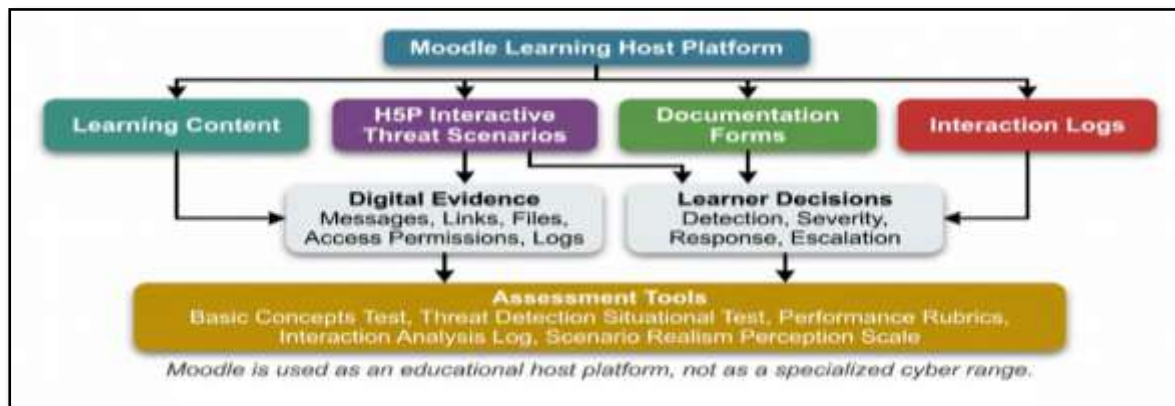 Moodle Learning Host Platform
Learning Content
H5P Interactive
Threat Scenarios
Documentation
Forms
Interaction Logs
Digital Evidence
Messages, Links, Files,
Access Permissions, Logs
Learner Decisions
Detection, Severity,
Response, Escalation
Assessment Tools
Basic Concepts Test, Threat Detection Situational Test, Performance Rubrics,
Interaction Analysis Log, Scenario Realism Perception Scale
Moodle is used as an educational host platform, not as a specialized cyber range.